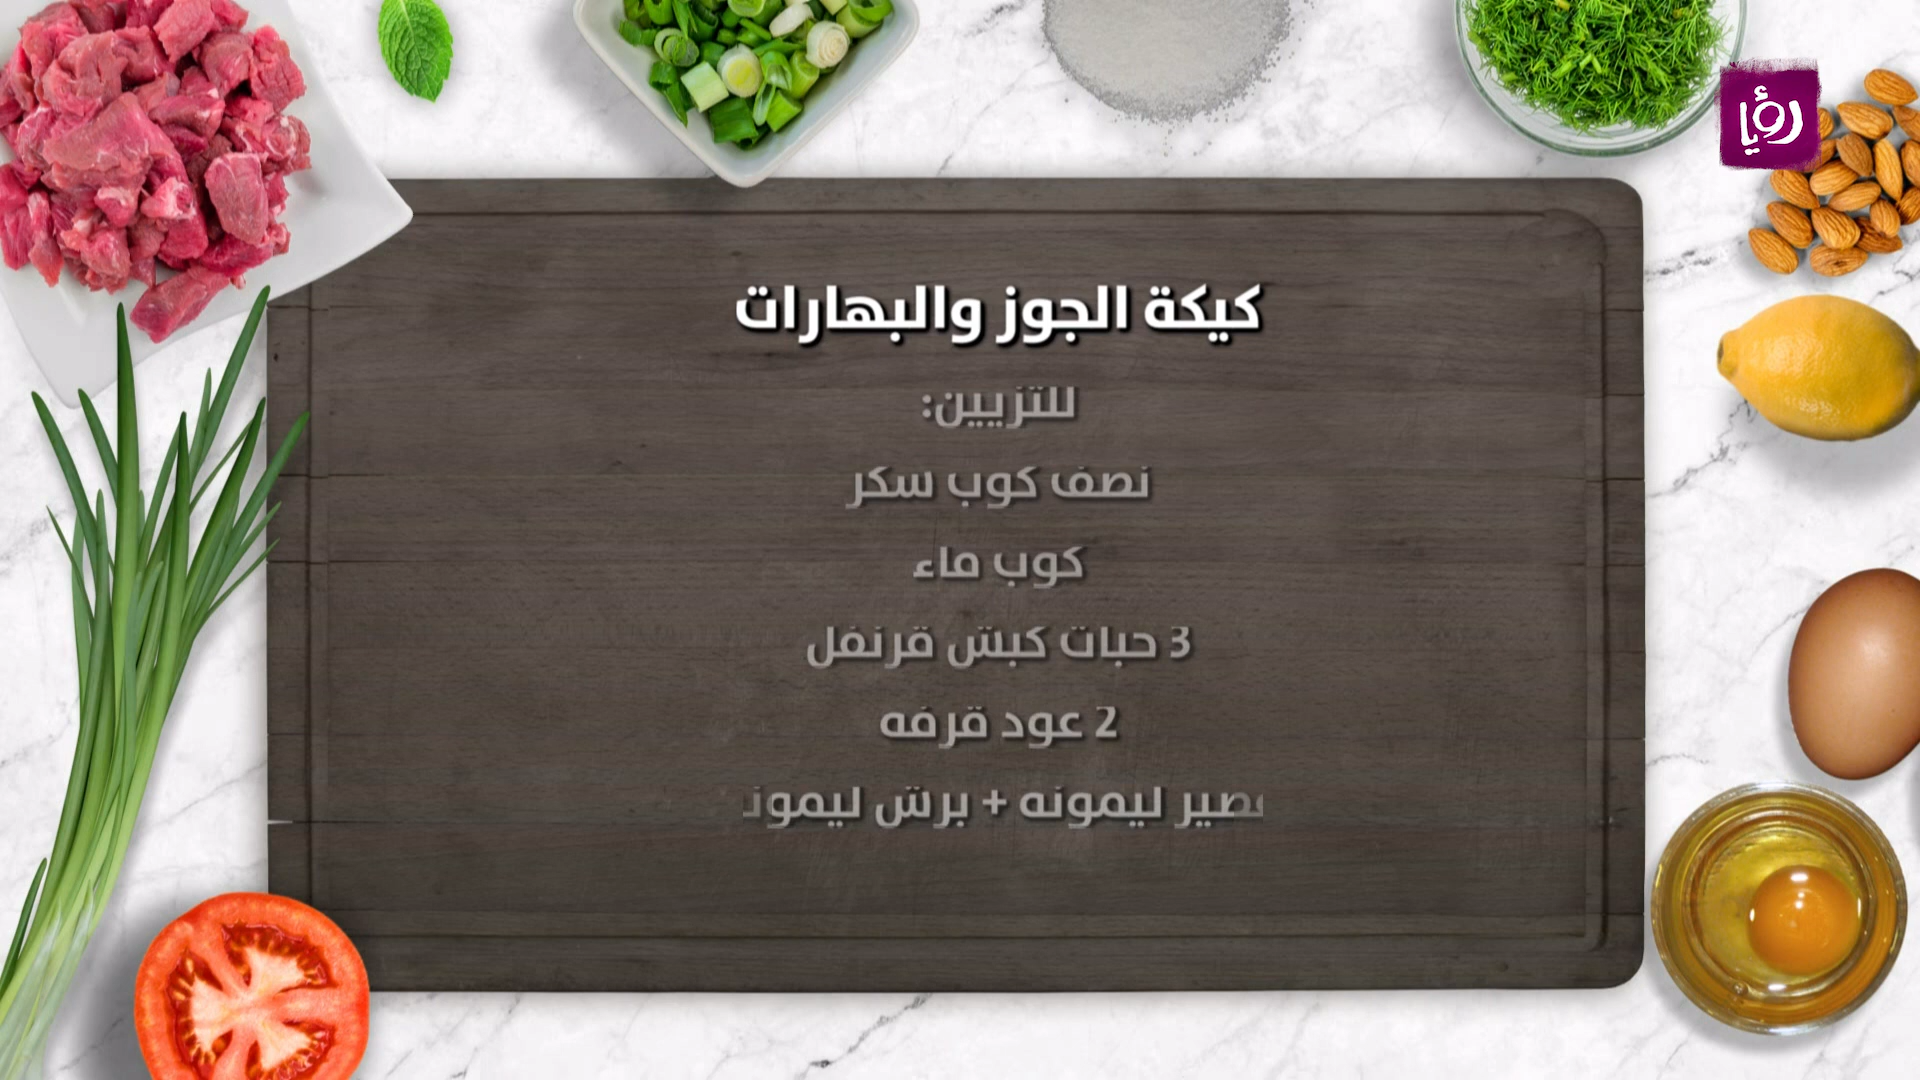 رؤيا
كيكة الجوز والبهارات
للتزيين:
نصف كوب سكر
كوب ماء
3 حبات كبش قرنفل
2 عود قرفه
ليمونه + برش